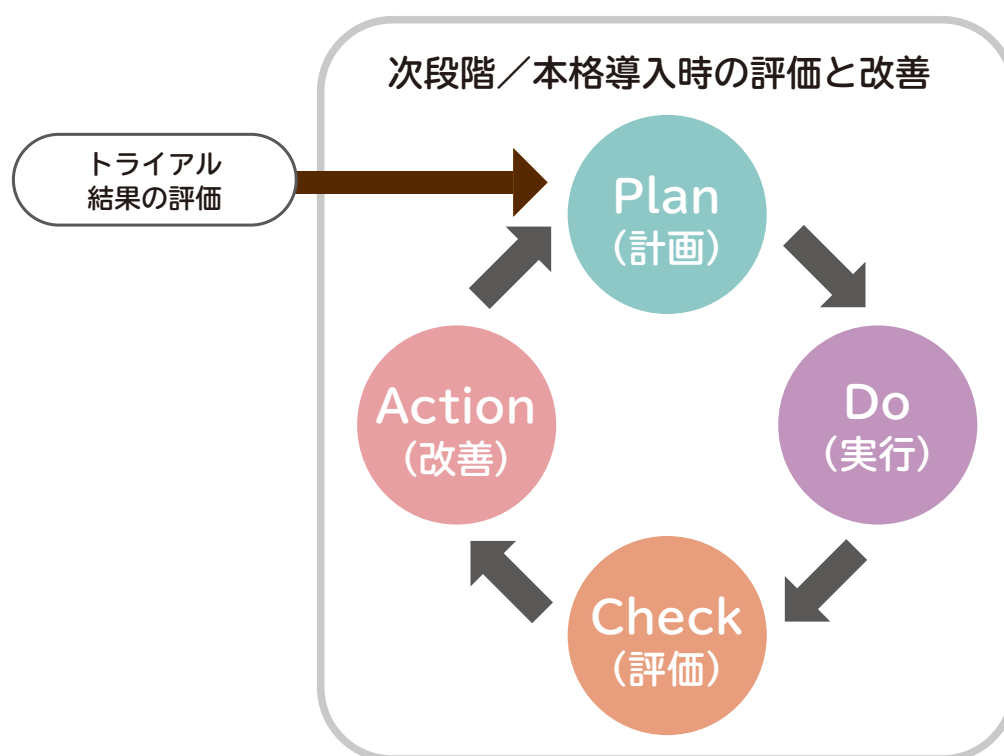 次段階／本格導入時の評価と改善
トライアル
結果の評価
Plan
（計画）
Do
（実行）
Check
（評価）
Action
（改善）